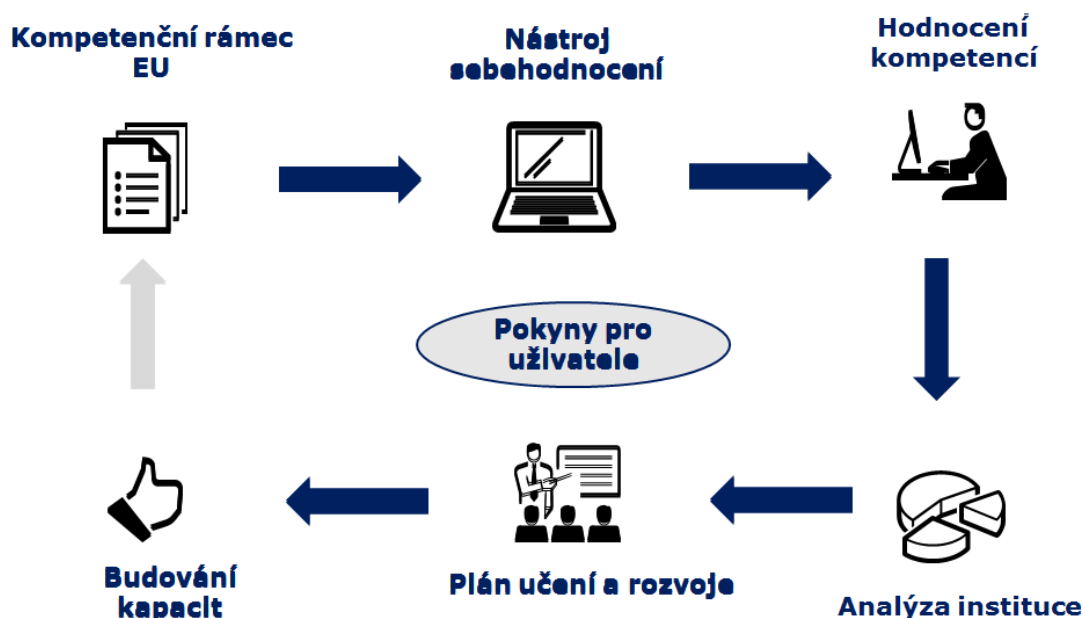 Kompetenční rámec
EU
Nástroj
sebehodnocení
Hodnocení
kompetencí
Pokyny pro
uživatele
Budování
kapacit
Plán učení a rozvoje
Analýza instituce